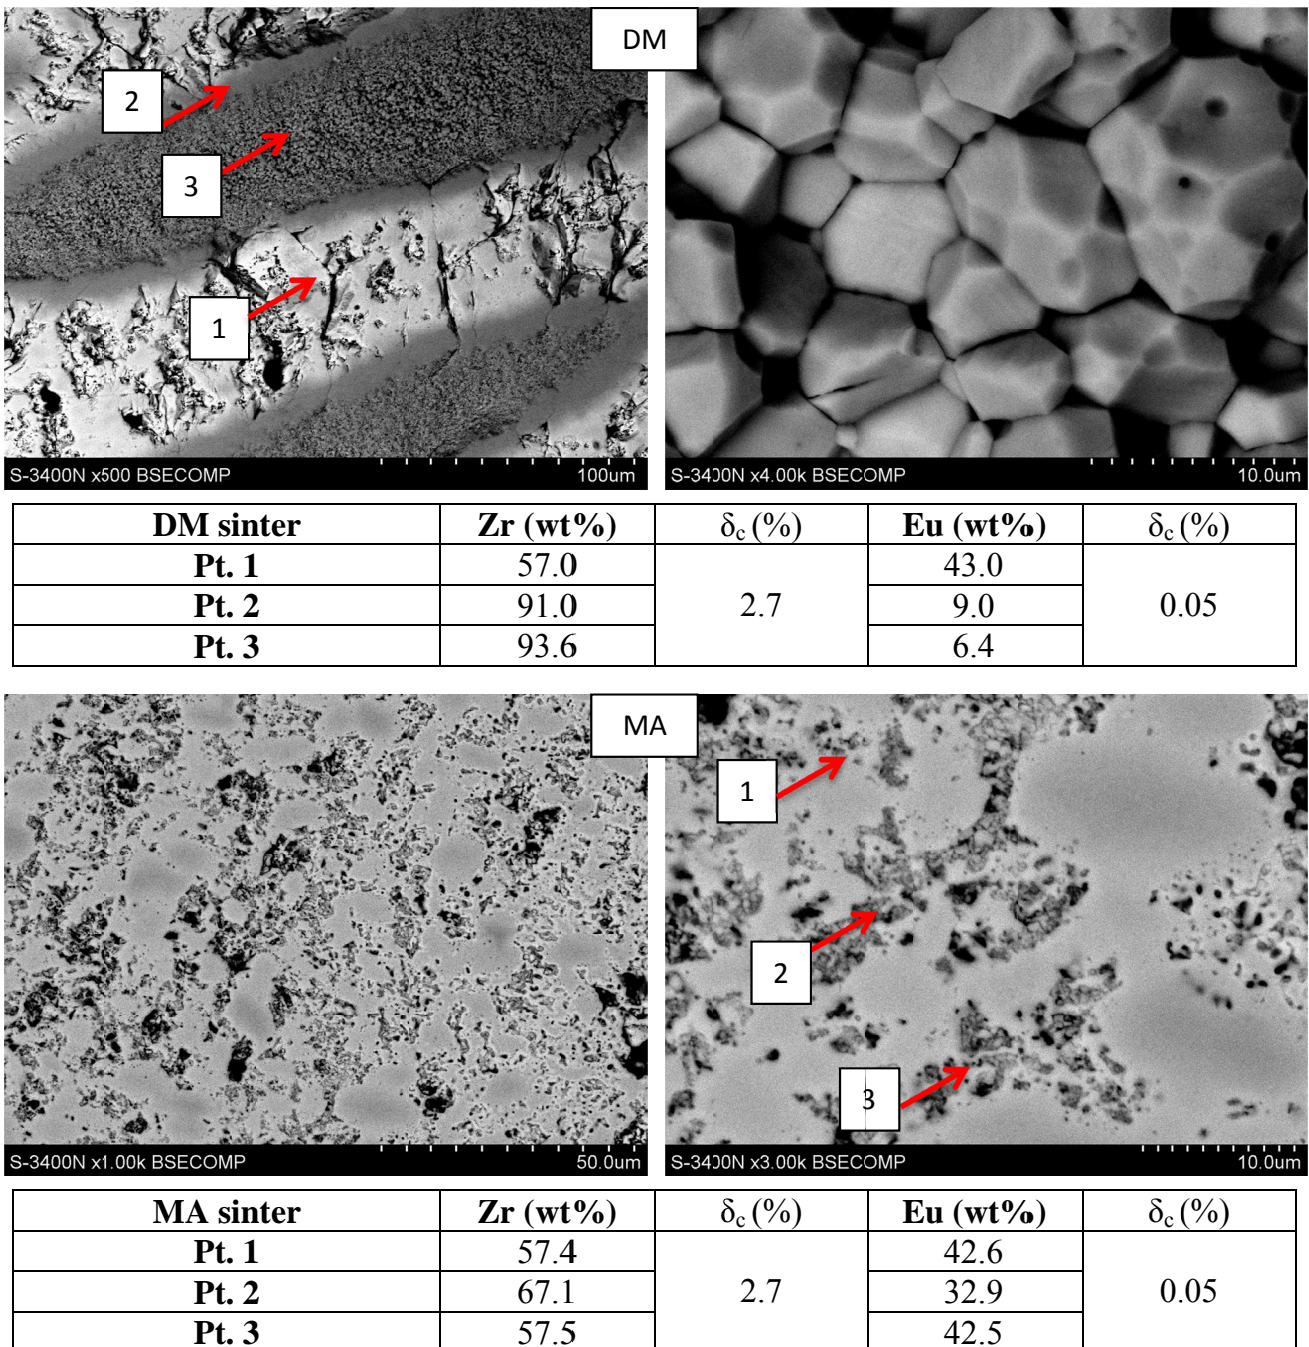 DM
2
3
1
S-3400N x500 BSECOMP 100um
S-3400N x4.00k BSECOMP 10.0um
DM sinter Zr (wt%) δc (%) Eu (wt%) δc (%)
Pt. 1 57.0 43.0
Pt. 2 91.0 2.7 9.0 0.05
Pt. 3 93.6 6.4
MA
1
2
3
S-3400N x1.00k BSECOMP 50.0um
S-3400N x3.00k BSECOMP 10.0um
MA sinter Zr (wt%) δc (%) Eu (wt%) δc (%)
Pt. 1 57.4 42.6
Pt. 2 67.1 2.7 32.9 0.05
Pt. 3 57.5 42.5